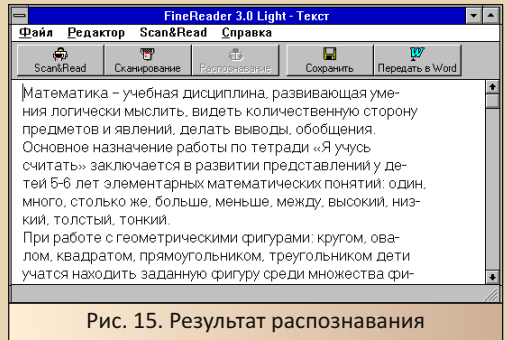 FineReader 3.0 Light - Текст
Файл Редактор Scan&Read Справка
Scan&Read Сканирование Распознавание Сохранить Передать в Word
Математика – учебная дисциплина, развивающая уме-
ния логически мыслить, видеть количественную сторону
предметов и явлений, делать выводы, обобщения.
Основное назначение работы по тетради «Я учусь
считать» заключается в развитии представлений у де-
тей 5-6 лет элементарных математических понятий: один,
много, столько же, больше, меньше, между, высокий, низ-
кий, толстый, тонкий.
При работе с геометрическими фигурами: кругом, ова-
лом, квадратом, прямоугольником, треугольником дети
учатся находить заданную фигуру среди множества фи-
Рис. 15. Результат распознавания